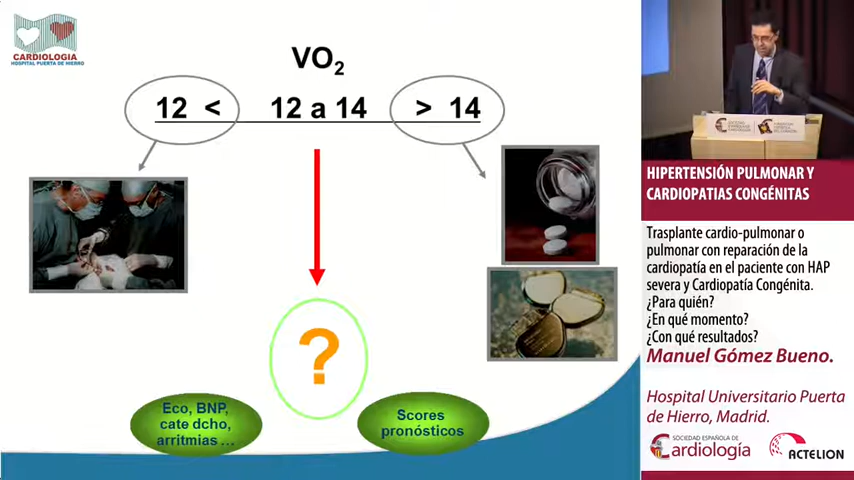 CARDIOLOGIA
HOSPITAL PUERTA DE HIERRO
VO2
12 < 12 a 14 > 14
?
Eco, BNP,
cate dcho,
arritmias ...
Scores
pronósticos
HIPERTENSIÓN PULMONAR Y
CARDIOPATIAS CONGÉNITAS
Trasplante cardio-pulmonar o
pulmonar con reparación de la
cardiopatía en el paciente con HAP
severa y Cardiopatía Congénita.
¿Para quién?
¿En qué momento?
¿Con qué resultados?
Manuel Gómez Bueno.
Hospital Universitario Puerta
de Hierro, Madrid.
SOCIEDAD ESPAÑOLA DE
Cardiología
ACTELION